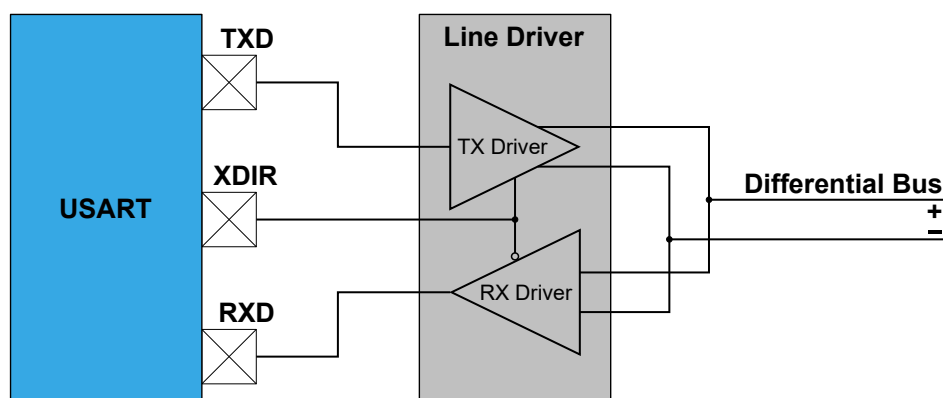 TXD
Line Driver
TX Driver
XDIR
USART
Differential Bus
+
−
RX Driver
RXD